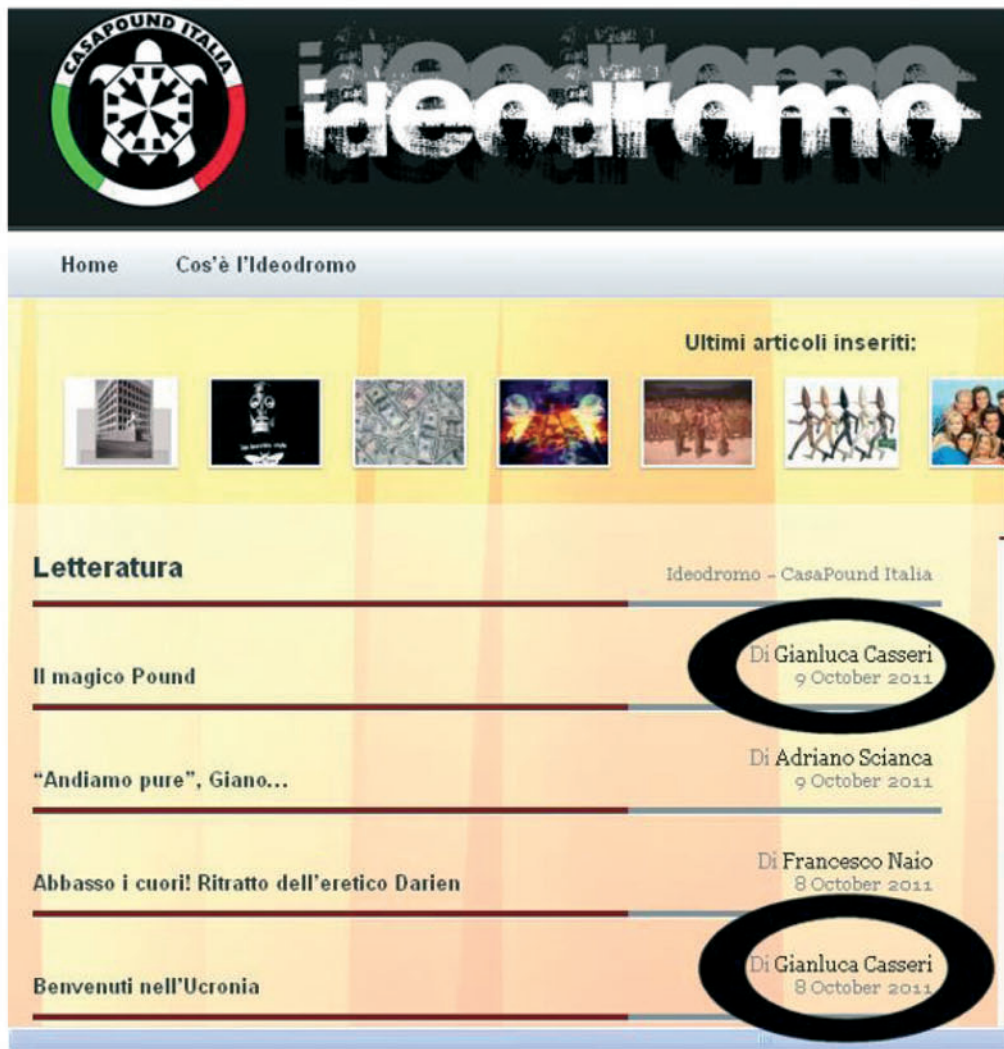 CASAPOUND ITALIA
ideodromo
Home Cos'è l'Ideodromo
Ultimi articoli inseriti:
Letteratura
Ideodromo – CasaPound Italia
Di Gianluca Casseri
Il magico Pound
9 October 2011
Di Adriano Scianca
“Andiamo pure”, Giano...
9 October 2011
Di Francesco Naio
Abbasso i cuori! Ritratto dell'eretico Darien
8 October 2011
Di Gianluca Casseri
Benvenuti nell'Ucronia
8 October 2011